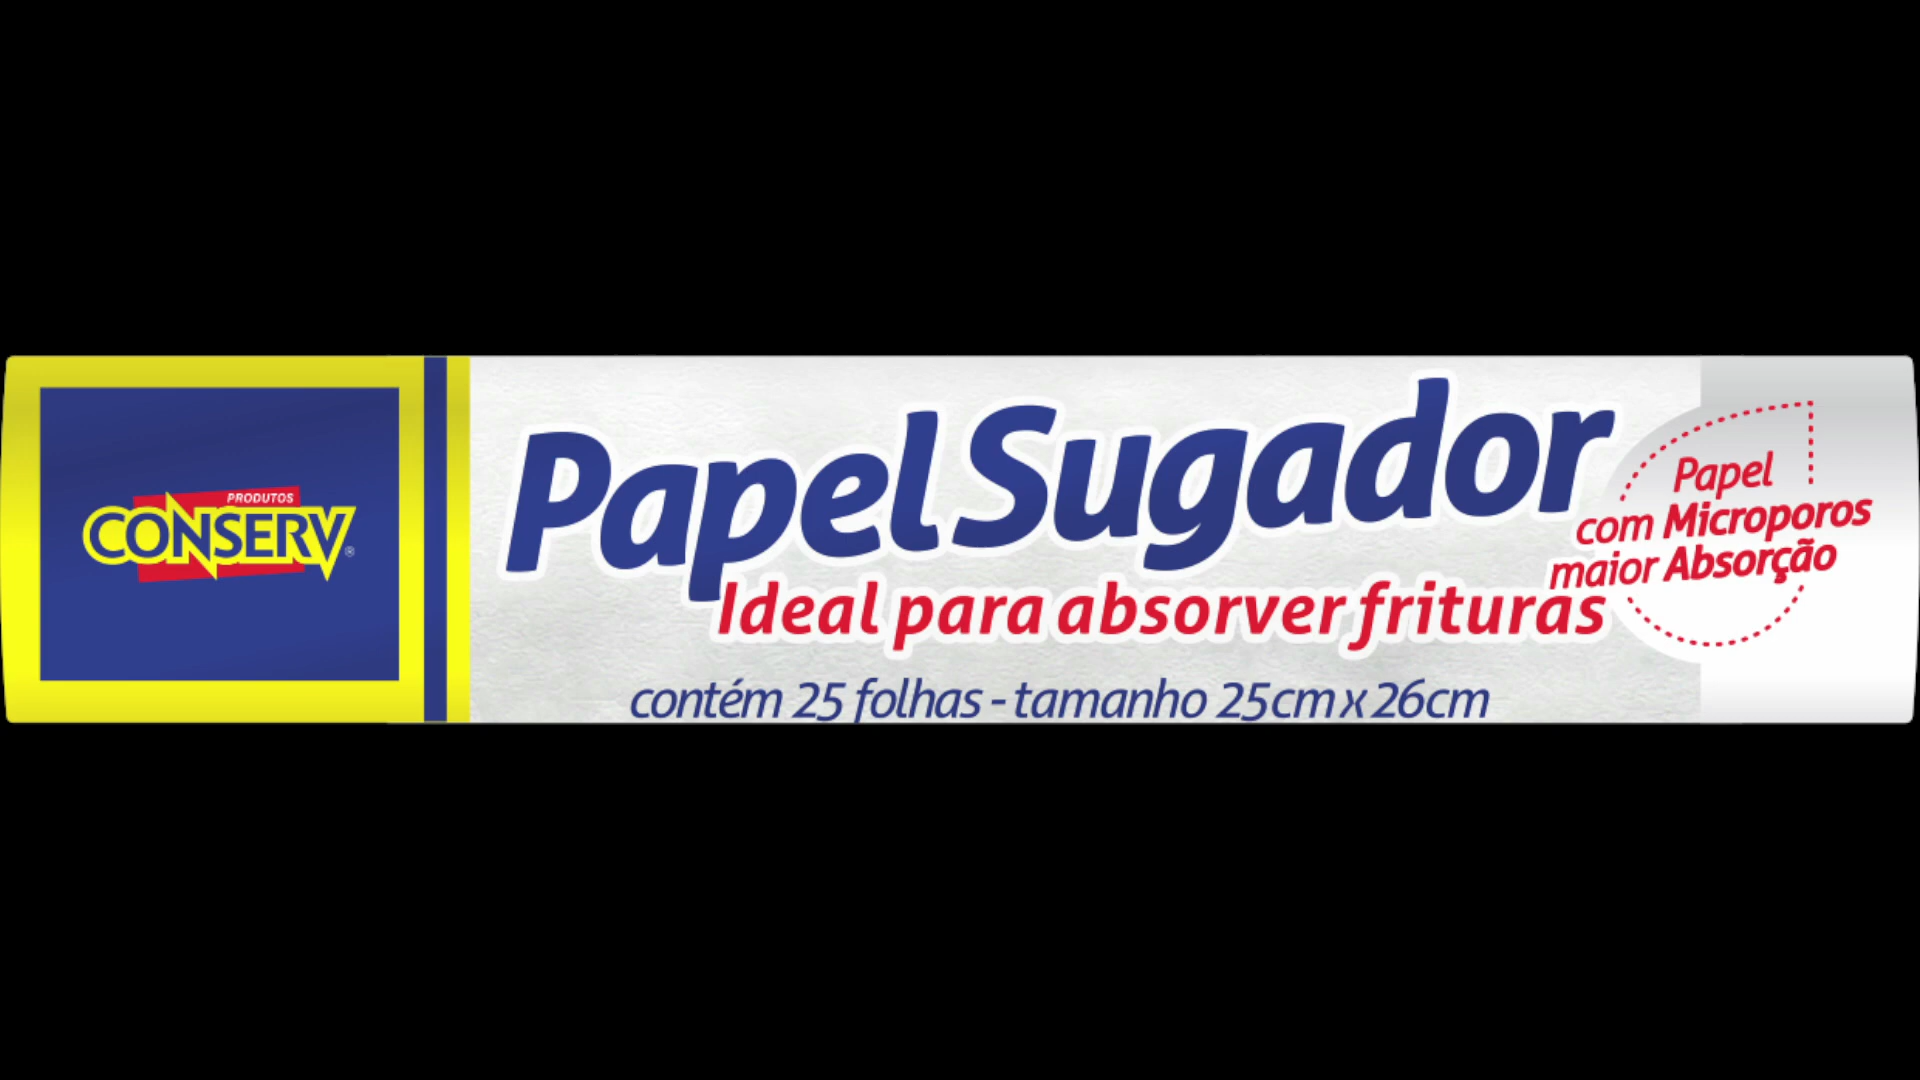 PRODUTOS
CONSERV®
Papel Sugador
Ideal para absorver frituras
contém 25 folhas - tamanho 25cm x 26cm
Papel
com Microporos
maior Absorção